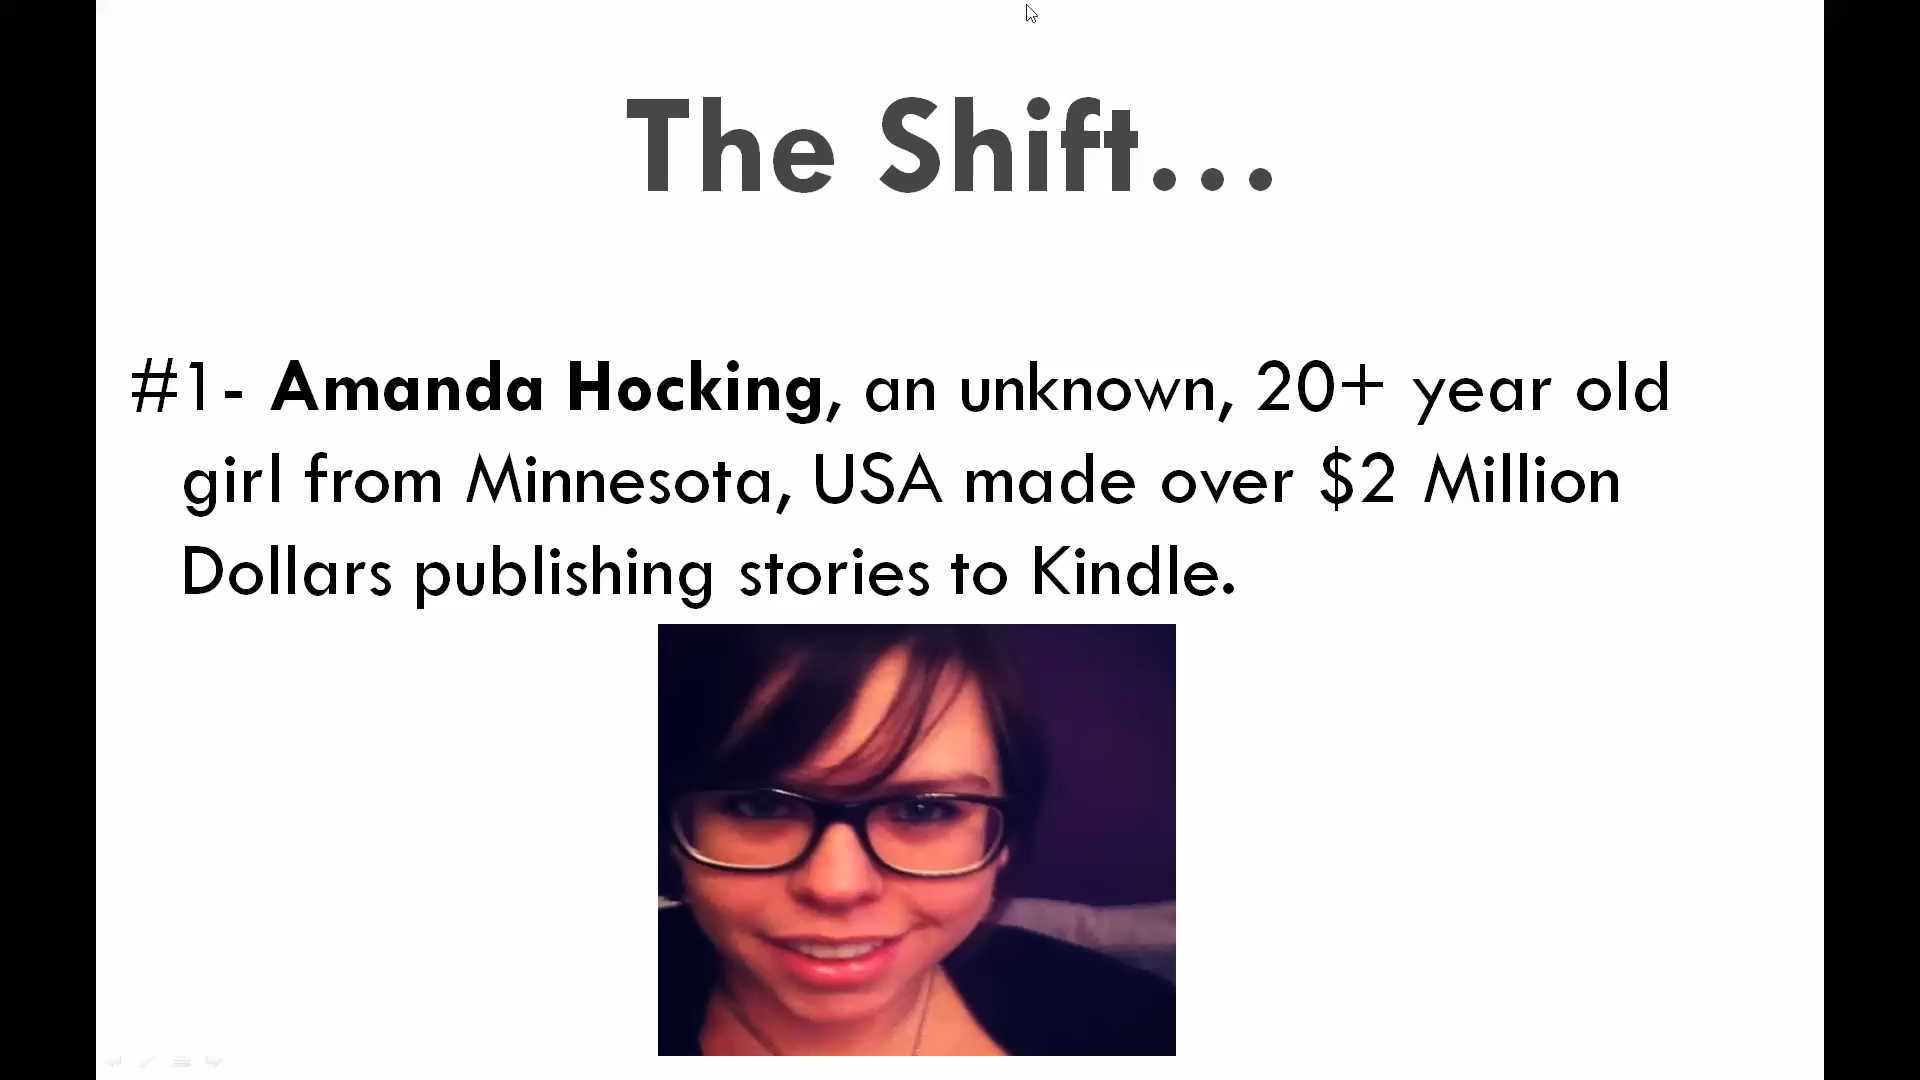 The Shift...
#1- Amanda Hocking, an unknown, 20+ year old
girl from Minnesota, USA made over $2 Million
Dollars publishing stories to Kindle.